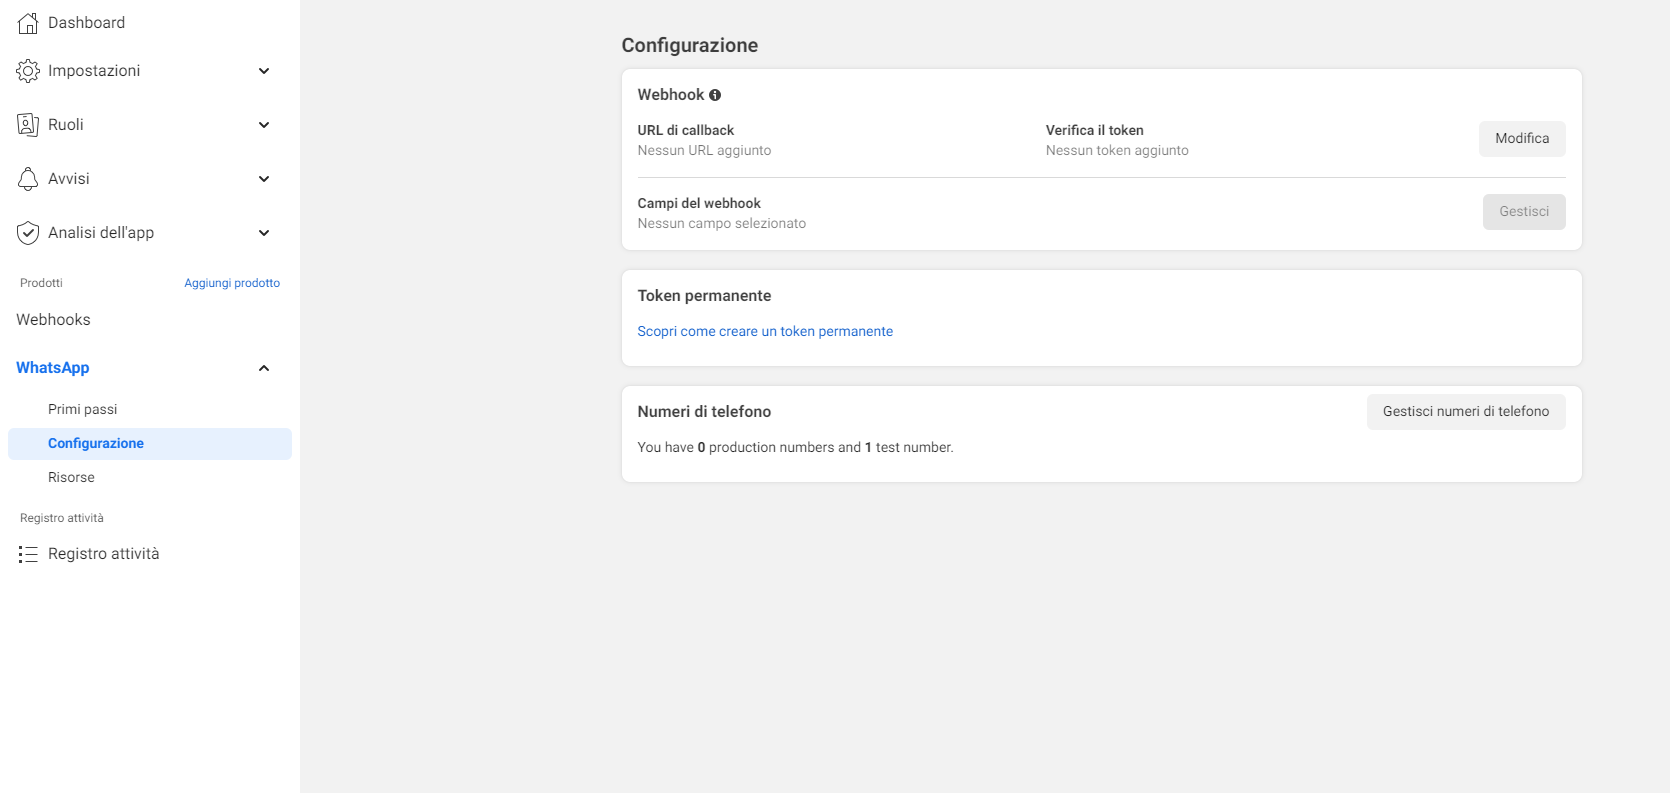 Dashboard
Impostazioni
Ruoli
Avvisi
Analisi dell'app
Prodotti
Aggiungi prodotto
Webhooks
WhatsApp
Primi passi
Configurazione
Risorse
Registro attività
Registro attività
Configurazione
Webhook
URL di callback
Nessun URL aggiunto
Verifica il token
Nessun token aggiunto
Modifica
Campi del webhook
Nessun campo selezionato
Gestisci
Token permanente
Scopri come creare un token permanente
Numeri di telefono
Gestisci numeri di telefono
You have 0 production numbers and 1 test number.